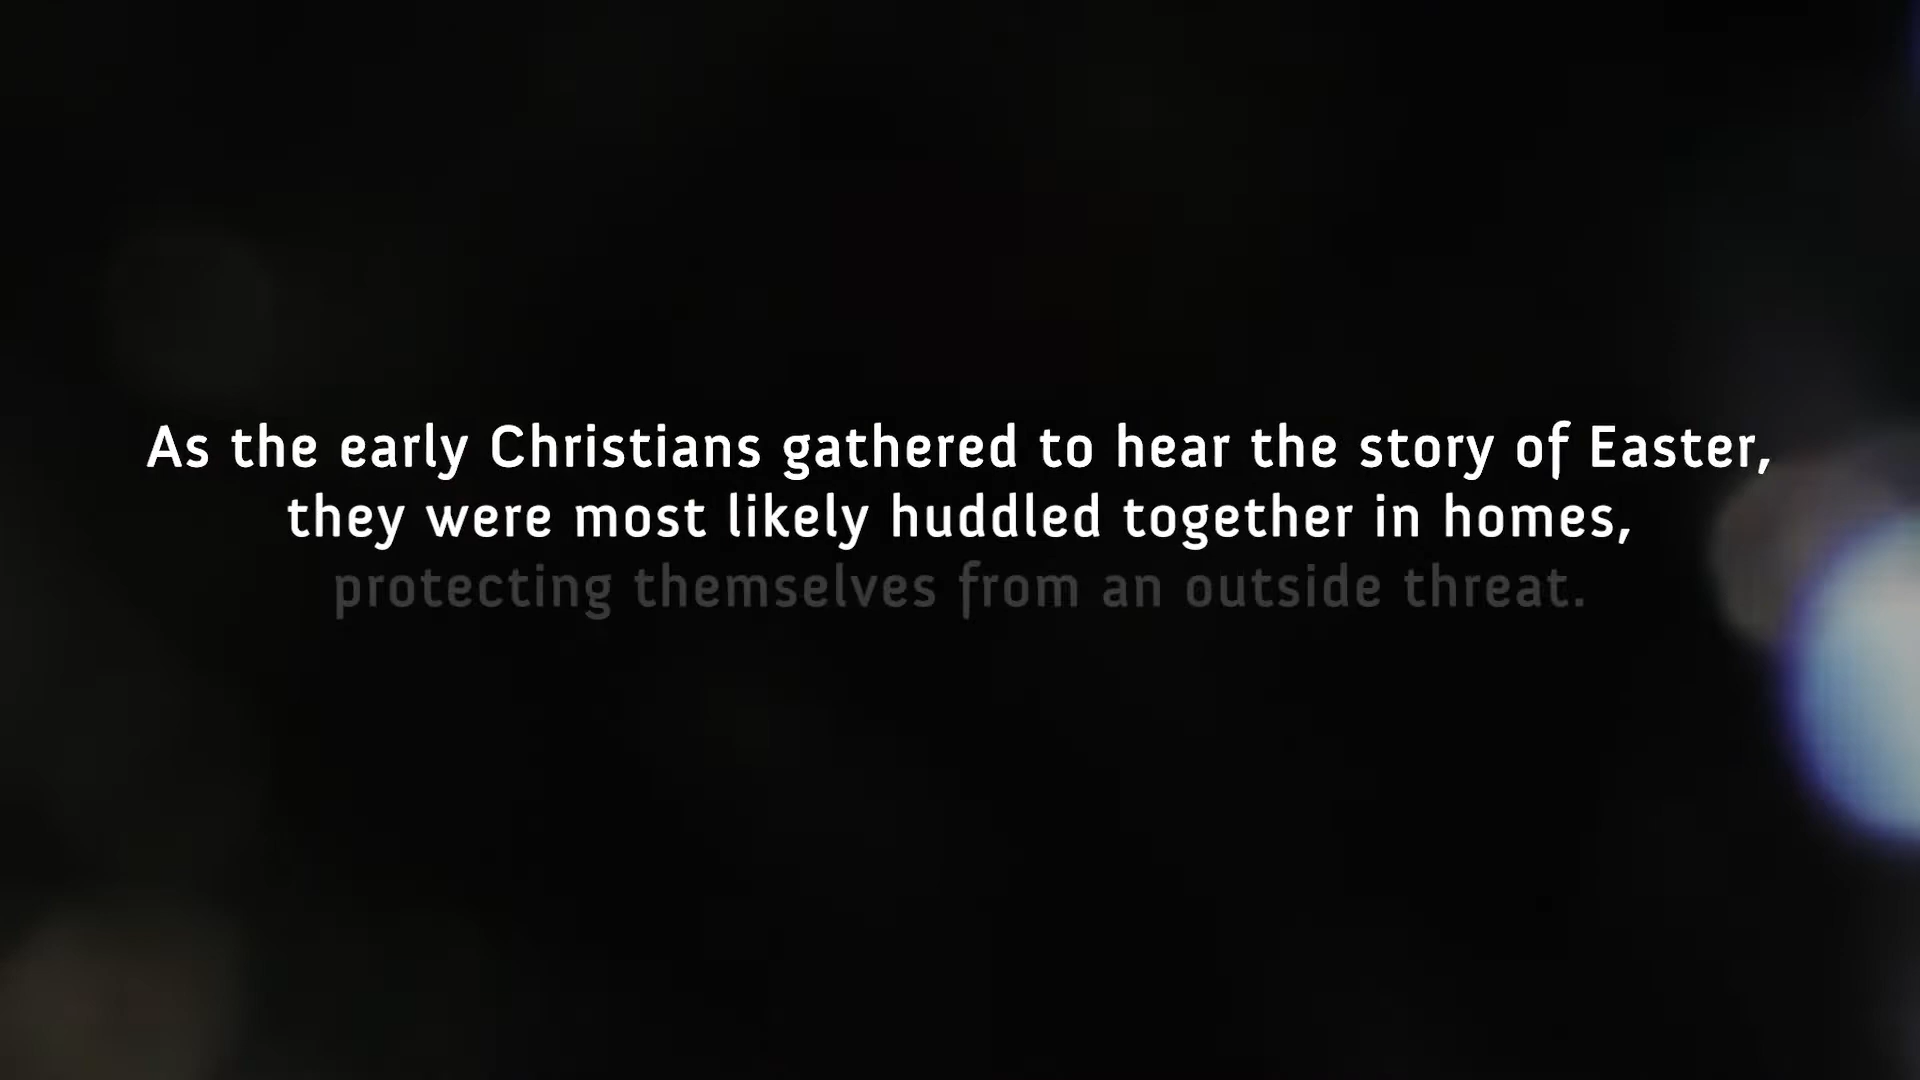 As the early Christians gathered to hear the story of Easter,
they were most likely huddled together in homes,
protecting themselves from an outside threat.